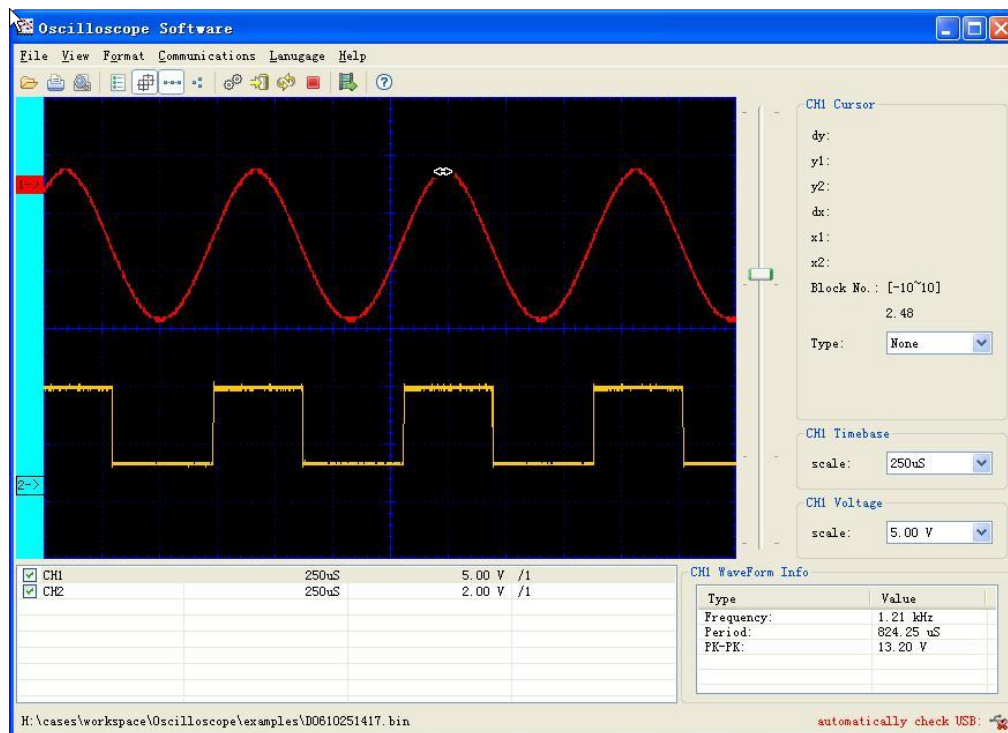 Oscilloscope Software
File View Format Communications Lanugage Help
1->
2->
CH1 Cursor
dy:
y1:
y2:
dx:
x1:
x2:
Block No.: [-10~10]
2.48
Type: None
CH1 Timebase
scale: 250uS
CH1 Voltage
scale: 5.00 V
CH1 250uS 5.00 V /1
CH2 250uS 2.00 V /1
CH1 WaveForm Info
Type Value
Frequency: 1.21 kHz
Period: 824.25 uS
PK-PK: 13.20 V
H:\cases\workspace\Oscilloscope\examples\D0610251417.bin
automatically check USB: